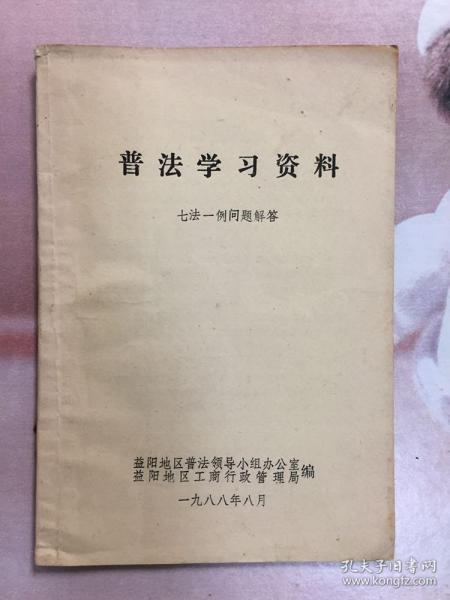 普法学习资料
七法一例问题解答
益阳地区普法领导小组办公室
益阳地区工商行政管理局
编
一九八八年八月
孔夫子旧书网
www.kongfz.com